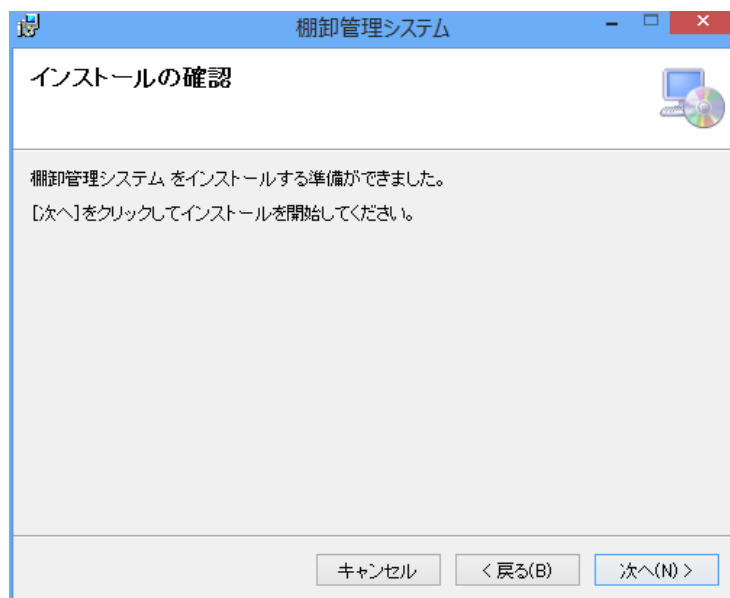 棚卸管理システム
インストールの確認
棚卸管理システム をインストールする準備ができました。
[次へ]をクリックしてインストールを開始してください。
キャンセル
< 戻る(B)
次へ(N) >